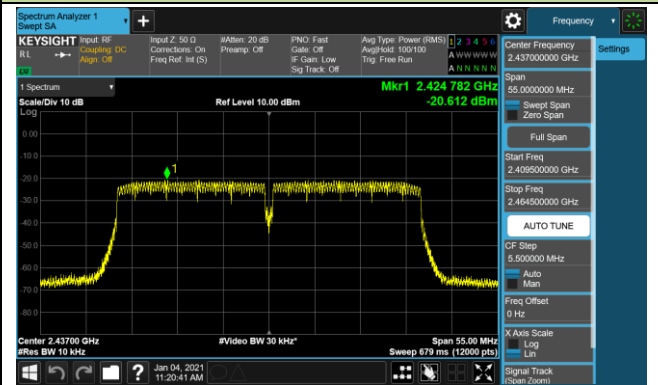 Spectrum Analyzer 1
Swept SA
Frequency
KEYSIGHT
RL
Input: RF
Coupling: DC
Align: Off
Input Z: 50 Ω
Corrections: On
Freq Ref: Int (S)
#Atten: 20 dB
Preamp: Off
PNO: Fast
Gate: Off
IF Gain: Low
Sig Track: Off
Avg Type: Power (RMS)
Avg|Hold: 100/100
Trig: Free Run
1 2 3 4 5 6
A W W W W W
A N N N N N
1 Spectrum
Scale/Div 10 dB
Ref Level 10.00 dBm
Mkr1 2.424 782 GHz
-20.612 dBm
Log
0.00
-10.0
-20.0
-30.0
-40.0
-50.0
-60.0
-70.0
-80.0
1
Center 2.43700 GHz
#Res BW 10 kHz
#Video BW 30 kHz*
Span 55.00 MHz
Sweep 679 ms (12000 pts)
Jan 04, 2021
11:20:41 AM
Center Frequency
2.437000000 GHz
Settings
Span
55.0000000 MHz
Swept Span
Zero Span
Full Span
Start Freq
2.409500000 GHz
Stop Freq
2.464500000 GHz
AUTO TUNE
CF Step
5.500000 MHz
Auto
Man
Freq Offset
0 Hz
X Axis Scale
Log
Lin
Signal Track
(Span Zoom)